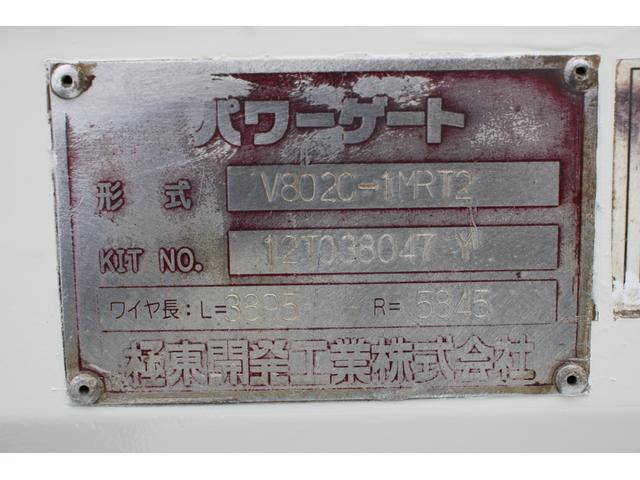 パワーゲート
形式 V802C-1MRT2
KIT NO. 12T038047 Y
ワイヤ長:L=3895 R=5845
極東開発工業株式会社